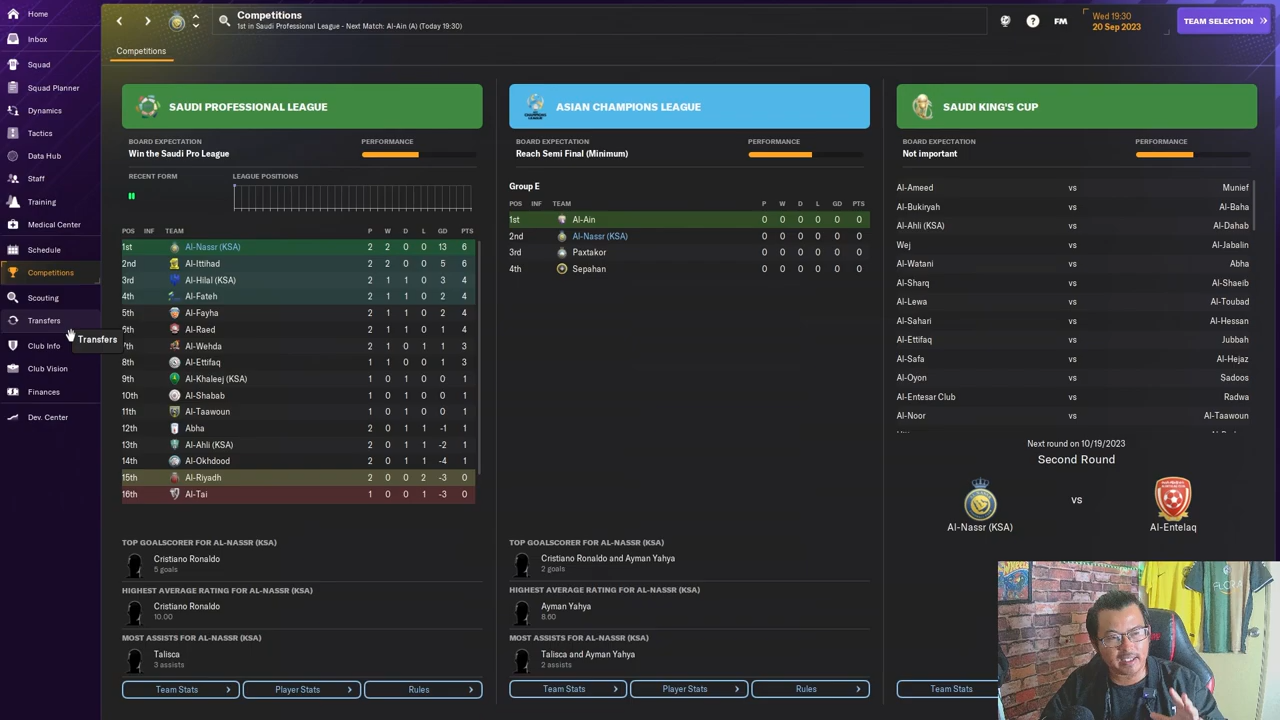 Home
Inbox
Squad
Squad Planner
Dynamics
Tactics
Data Hub
Staff
Training
Medical Center
Schedule
Competitions
Scouting
Transfers
Transfers
Club Info
Club Vision
Finances
Dev. Center
Competitions
1st in Saudi Professional League - Next Match: Al-Ain (A) (Today 19:30)
FM
Wed 19:30
20 Sep 2023
TEAM SELECTION
Competitions
SAUDI PROFESSIONAL LEAGUE
BOARD EXPECTATION PERFORMANCE
Win the Saudi Pro League
RECENT FORM LEAGUE POSITIONS
POS INF TEAM P W D L GD PTS
1st Al-Nassr (KSA) 2 2 0 0 13 6
2nd Al-Ittihad 2 2 0 0 5 6
3rd Al-Hilal (KSA) 2 1 1 0 3 4
4th Al-Fateh 2 1 1 0 2 4
5th Al-Fayha 2 1 1 0 2 4
6th Al-Raed 2 1 1 0 1 4
7th Al-Wehda 2 1 0 1 1 3
8th Al-Ettifaq 1 1 0 0 1 3
9th Al-Khaleej (KSA) 1 0 1 0 0 1
10th Al-Shabab 1 0 1 0 0 1
11th Al-Taawoun 1 0 1 0 0 1
12th Abha 2 0 1 1 -1 1
13th Al-Ahli (KSA) 2 0 1 1 -2 1
14th Al-Okhdood 2 0 1 1 -4 1
15th Al-Riyadh 2 0 0 2 -3 0
16th Al-Tai 1 0 0 1 -3 0
TOP GOALSCORER FOR AL-NASSR (KSA)
Cristiano Ronaldo
5 goals
HIGHEST AVERAGE RATING FOR AL-NASSR (KSA)
Cristiano Ronaldo
10.00
MOST ASSISTS FOR AL-NASSR (KSA)
Talisca
3 assists
Team Stats Player Stats Rules
ASIAN CHAMPIONS LEAGUE
BOARD EXPECTATION PERFORMANCE
Reach Semi Final (Minimum)
Group E
POS INF TEAM P W D L GD PTS
1st Al-Ain 0 0 0 0 0 0
2nd Al-Nassr (KSA) 0 0 0 0 0 0
3rd Paxtakor 0 0 0 0 0 0
4th Sepahan 0 0 0 0 0 0
TOP GOALSCORER FOR AL-NASSR (KSA)
Cristiano Ronaldo and Ayman Yahya
2 goals
HIGHEST AVERAGE RATING FOR AL-NASSR (KSA)
Ayman Yahya
8.60
MOST ASSISTS FOR AL-NASSR (KSA)
Talisca and Ayman Yahya
2 assists
Team Stats Player Stats Rules
SAUDI KING'S CUP
BOARD EXPECTATION PERFORMANCE
Not important
Al-Ameed vs Munief
Al-Bukiryah vs Al-Baha
Al-Ahli (KSA) vs Al-Dahab
Wej vs Al-Jabalin
Al-Watani vs Abha
Al-Sharq vs Al-Shaeib
Al-Lewa vs Al-Toubad
Al-Sahari vs Al-Hessan
Al-Ettifaq vs Jubbah
Al-Safa vs Al-Hejaz
Al-Oyon vs Sadoos
Al-Entesar Club vs Radwa
Al-Noor vs Al-Taawoun
Next round on 10/19/2023
Second Round
vs
Al-Nassr (KSA) Al-Entelaq
Team Stats